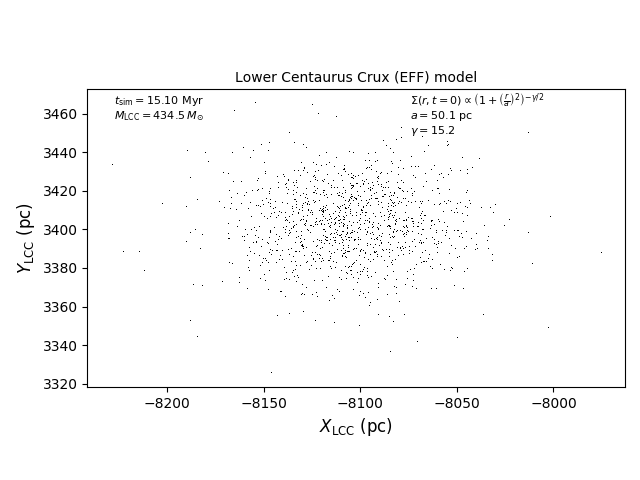 Lower Centaurus Crux (EFF) model
t_sim = 15.10 Myr
M_LCC = 434.5 M_⊙
Σ(r, t = 0) ∝ (1 + (r/a)²)^(−γ/2)
a = 50.1 pc
γ = 15.2
Y_LCC (pc)
3460
3440
3420
3400
3380
3360
3340
3320
−8200
−8150
−8100
−8050
−8000
X_LCC (pc)